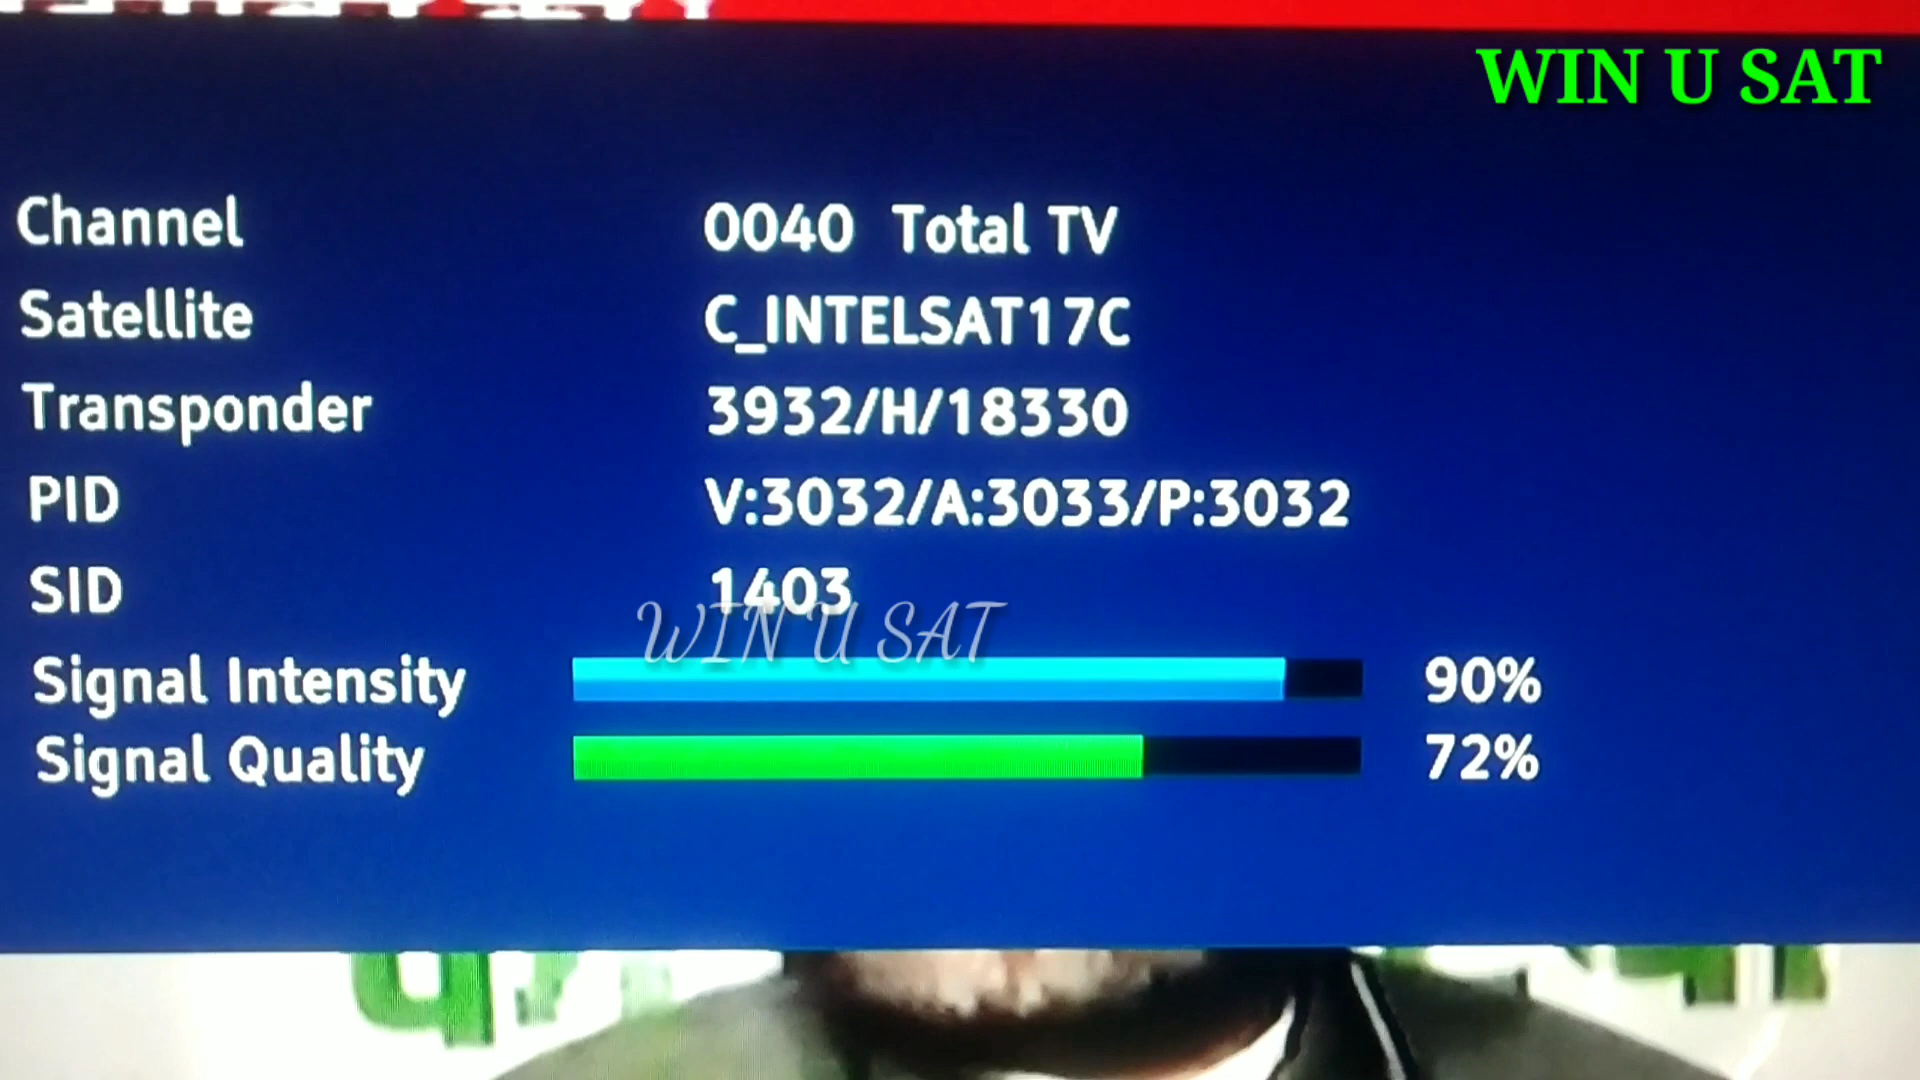 WIN U SAT
Channel 0040 Total TV
Satellite C_INTELSAT17C
Transponder 3932/H/18330
PID V:3032/A:3033/P:3032
SID 1403
WIN U SAT
Signal Intensity 90%
Signal Quality 72%